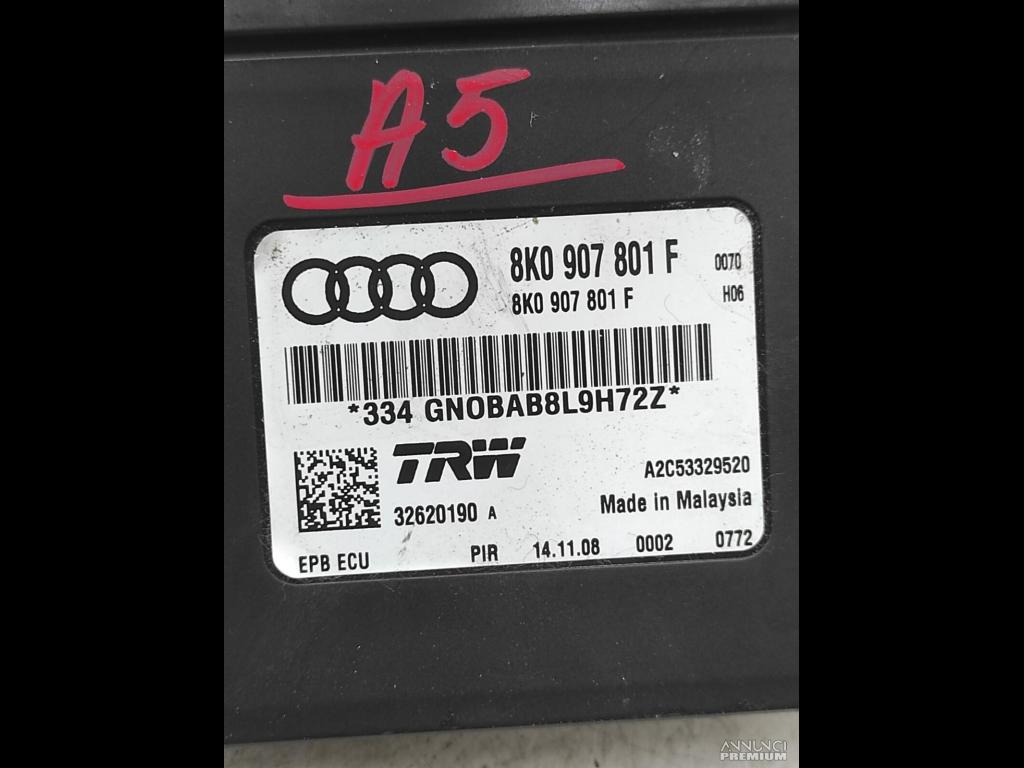 A5
8K0 907 801 F 0070
8K0 907 801 F H06
*334 GNOBAB8L9H72Z*
TRW
A2C53329520
32620190 A
Made in Malaysia
EPB ECU PIR 14.11.08 0002 0772
ANNUNCI
PREMIUM